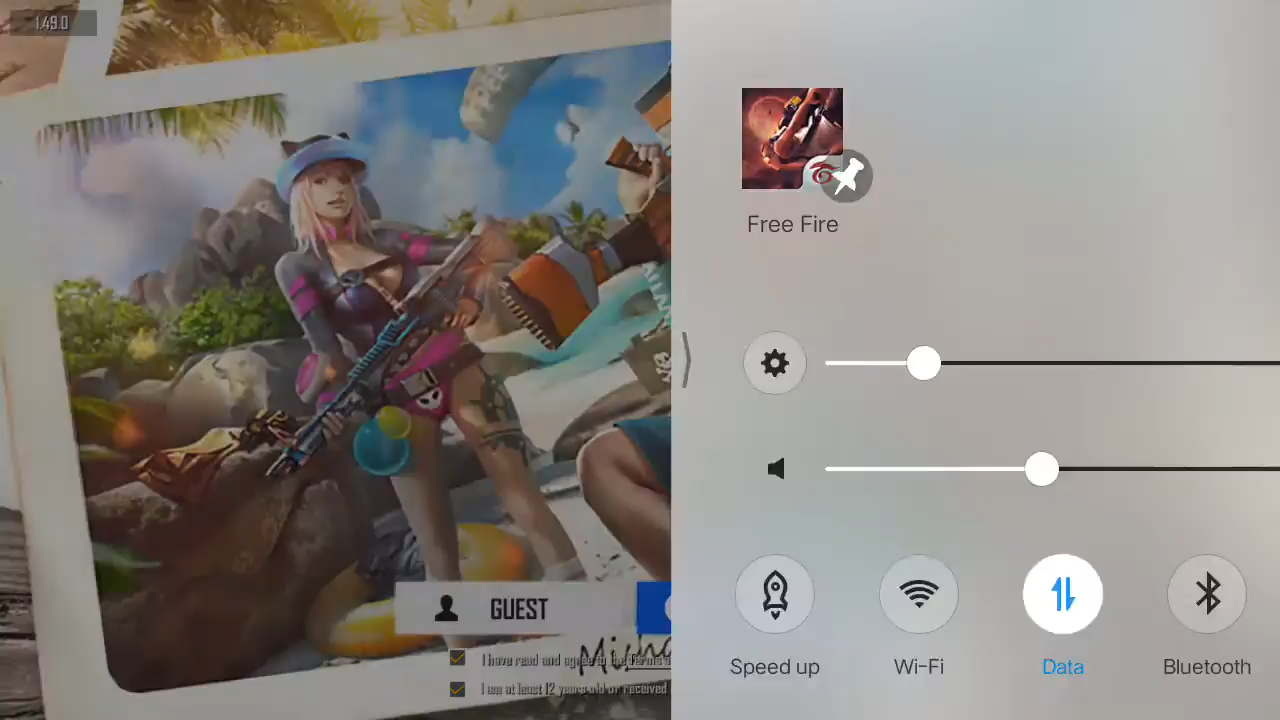 1.49.0
Free Fire
GUEST
I have read and agree to the Terms
I am at least 12 years old or received
Speed up
Wi-Fi
Data
Bluetooth